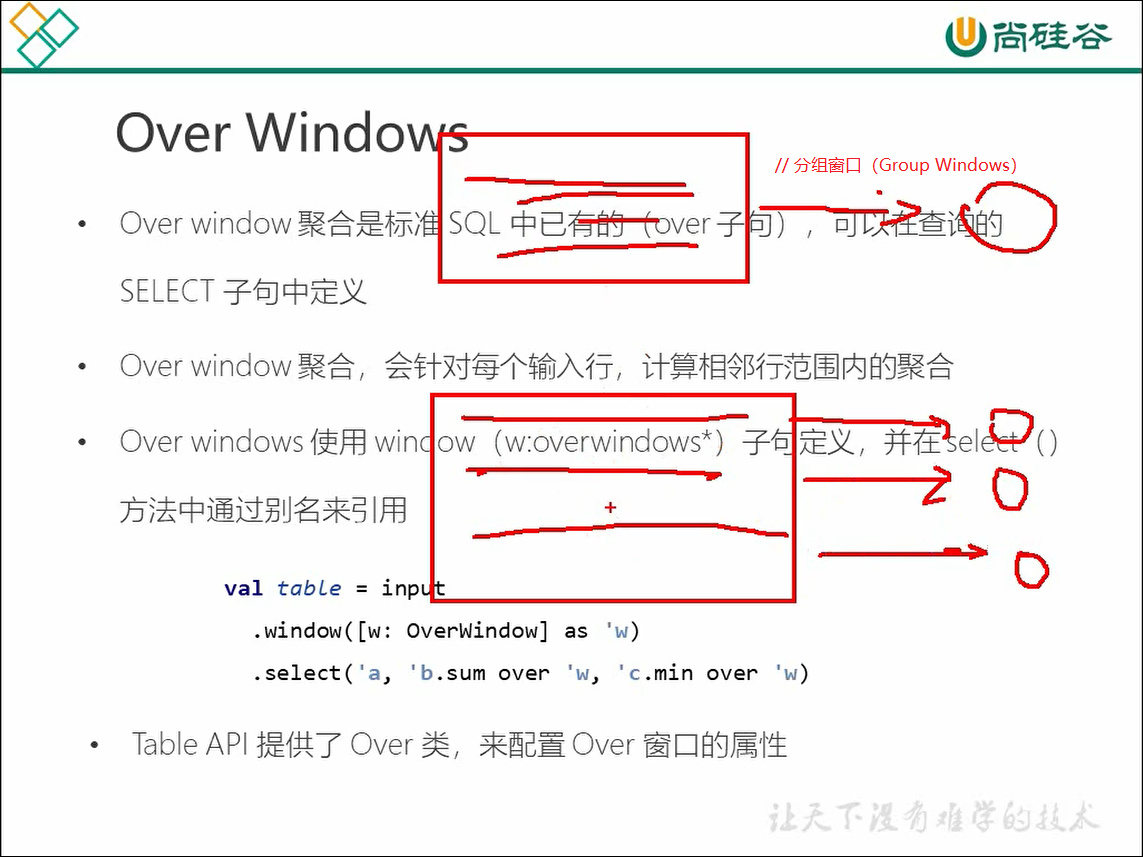 尚硅谷
Over Windows
// 分组窗口（Group Windows）
• Over window 聚合是标准 SQL 中已有的（over 子句），可以在查询的
SELECT 子句中定义
• Over window 聚合，会针对每个输入行，计算相邻行范围内的聚合
• Over windows 使用 window（w:overwindows*）子句定义，并在 select（）
方法中通过别名来引用
val table = input
.window([w: OverWindow] as 'w)
.select('a, 'b.sum over 'w, 'c.min over 'w)
• Table API 提供了 Over 类，来配置 Over 窗口的属性
让天下没有难学的技术